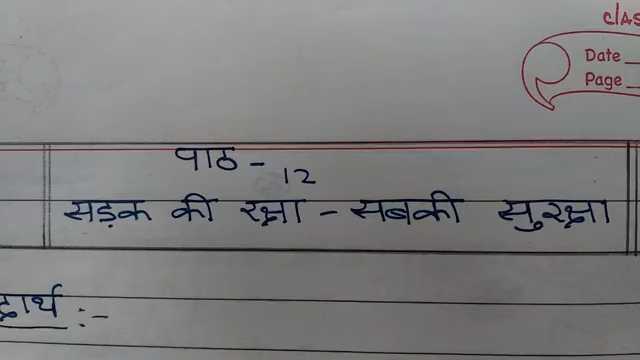 Date
Page
पाठ - 12
सड़क की रक्षा - सबकी सुरक्षा